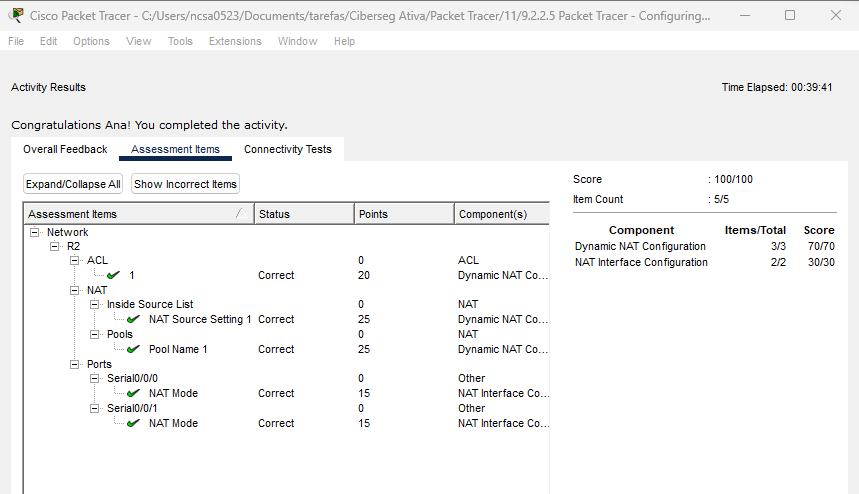 Cisco Packet Tracer - C:/Users/ncsa0523/Documents/tarefas/Ciberseg Ativa/Packet Tracer/11/9.2.2.5 Packet Tracer - Configuring...
File Edit Options View Tools Extensions Window Help
Activity Results
Time Elapsed: 00:39:41
Congratulations Ana! You completed the activity.
Overall Feedback Assessment Items Connectivity Tests
Expand/Collapse All Show Incorrect Items
Assessment Items Status Points Component(s)
Network
R2
ACL 0 ACL
1 Correct 20 Dynamic NAT Co...
NAT 0 NAT
Inside Source List 0 NAT
NAT Source Setting 1 Correct 25 Dynamic NAT Co...
Pools 0 NAT
Pool Name 1 Correct 25 Dynamic NAT Co...
Ports
Serial0/0/0 0 Other
NAT Mode Correct 15 NAT Interface Co...
Serial0/0/1 0 Other
NAT Mode Correct 15 NAT Interface Co...
Score : 100/100
Item Count : 5/5
Component Items/Total Score
Dynamic NAT Configuration 3/3 70/70
NAT Interface Configuration 2/2 30/30